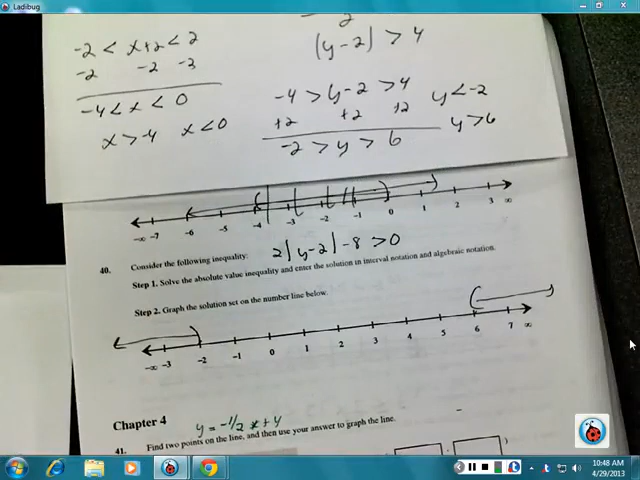 Ladibug
2
-2 < x+2 < 2
(y-2) > 4
-2 -2 -2
-4 < x < 0
-4 > y-2 > 4 y < -2
+2 +2 +2 y > 6
x > -4 x < 0
-2 > y > 6
-∞ -7 -6 -5 -4 -3 -2 -1 0 1 2 3 ∞
40. Consider the following inequality: 2|y-2|-8 > 0
Step 1. Solve the absolute value inequality and enter the solution in interval notation and algebraic notation.
Step 2. Graph the solution set on the number line below.
-∞ -3 -2 -1 0 1 2 3 4 5 6 7 ∞
Chapter 4 y = -1/2 x + 4
41. Find two points on the line, and then use your answer to graph the line.
10:48 AM
4/29/2013